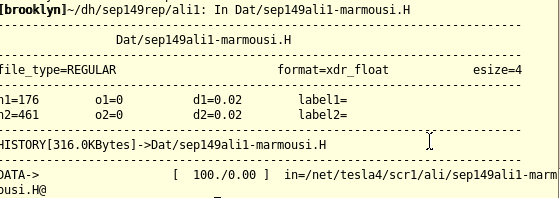 [brooklyn]~/dh/sep149rep/ali1: In Dat/sep149ali1-marmousi.H
--------------------------------------------------------------------------
Dat/sep149ali1-marmousi.H
--------------------------------------------------------------------------
file_type=REGULAR format=xdr_float esize=4
--------------------------------------------------------------------------
n1=176 o1=0 d1=0.02 label1=
n2=461 o2=0 d2=0.02 label2=
--------------------------------------------------------------------------
HISTORY[316.0KBytes]->Dat/sep149ali1-marmousi.H
--------------------------------------------------------------------------
DATA-> [ 100./0.00 ] in=/net/tesla4/scr1/ali/sep149ali1-marm
ousi.H@